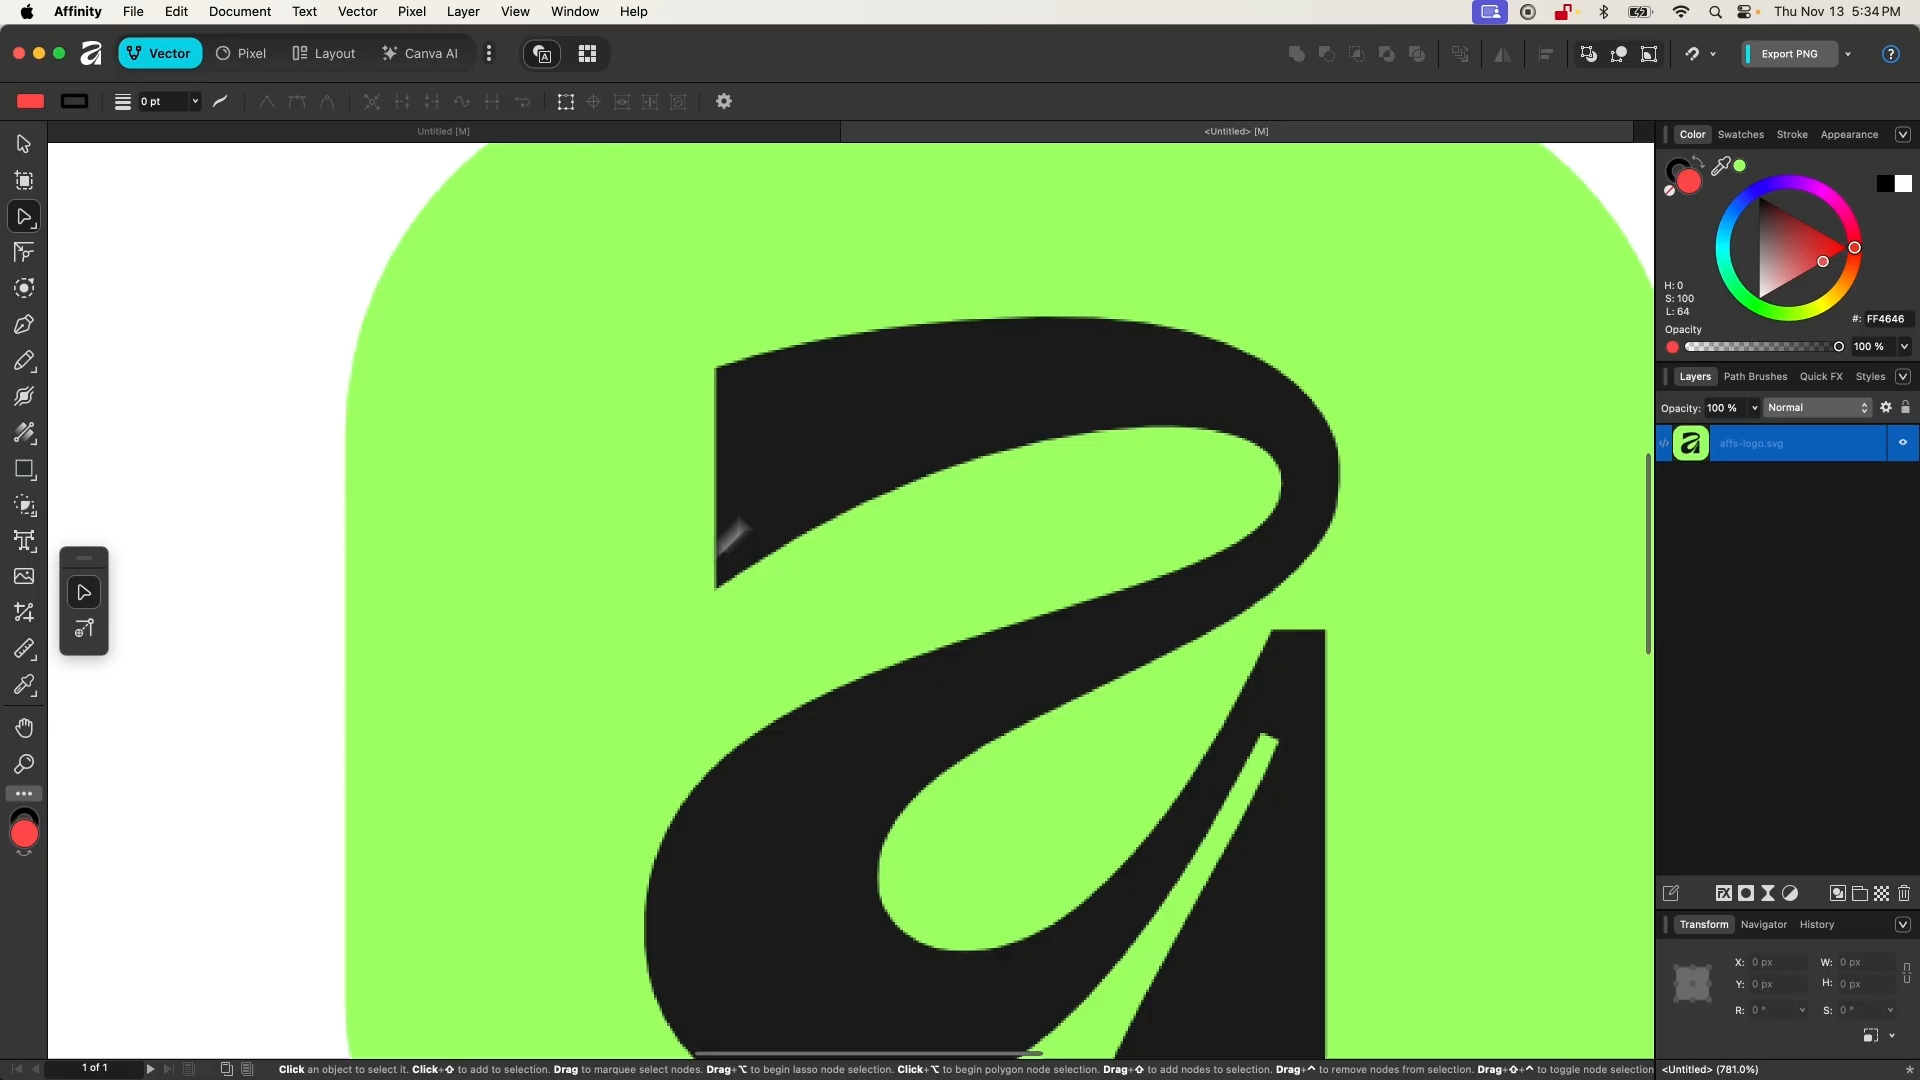 Affinity File Edit Document Text Vector Pixel Layer View Window Help Thu Nov 13 5:34 PM
Vector Pixel Layout Canva AI Export PNG ?
0 pt
Untitled [M] <Untitled> [M]
Color Swatches Stroke Appearance
H: 0
S: 100
L: 64
#: FF4646
Opacity
100 %
Layers Path Brushes Quick FX Styles
Opacity: 100 % Normal
affs-logo.svg
Transform Navigator History
X: 0 px W: 0 px
Y: 0 px H: 0 px
R: 0 ° S: 0 °
1 of 1 Click an object to select it. Click+⇧ to add to selection. Drag to marquee select nodes. Drag+⌥ to begin lasso node selection. Click+⌥ to begin polygon node selection. Drag+⇧ to add nodes to selection. Drag+⌃ to remove nodes from selection. Drag+⇧+⌃ to toggle node selection <Untitled> (781.0%)